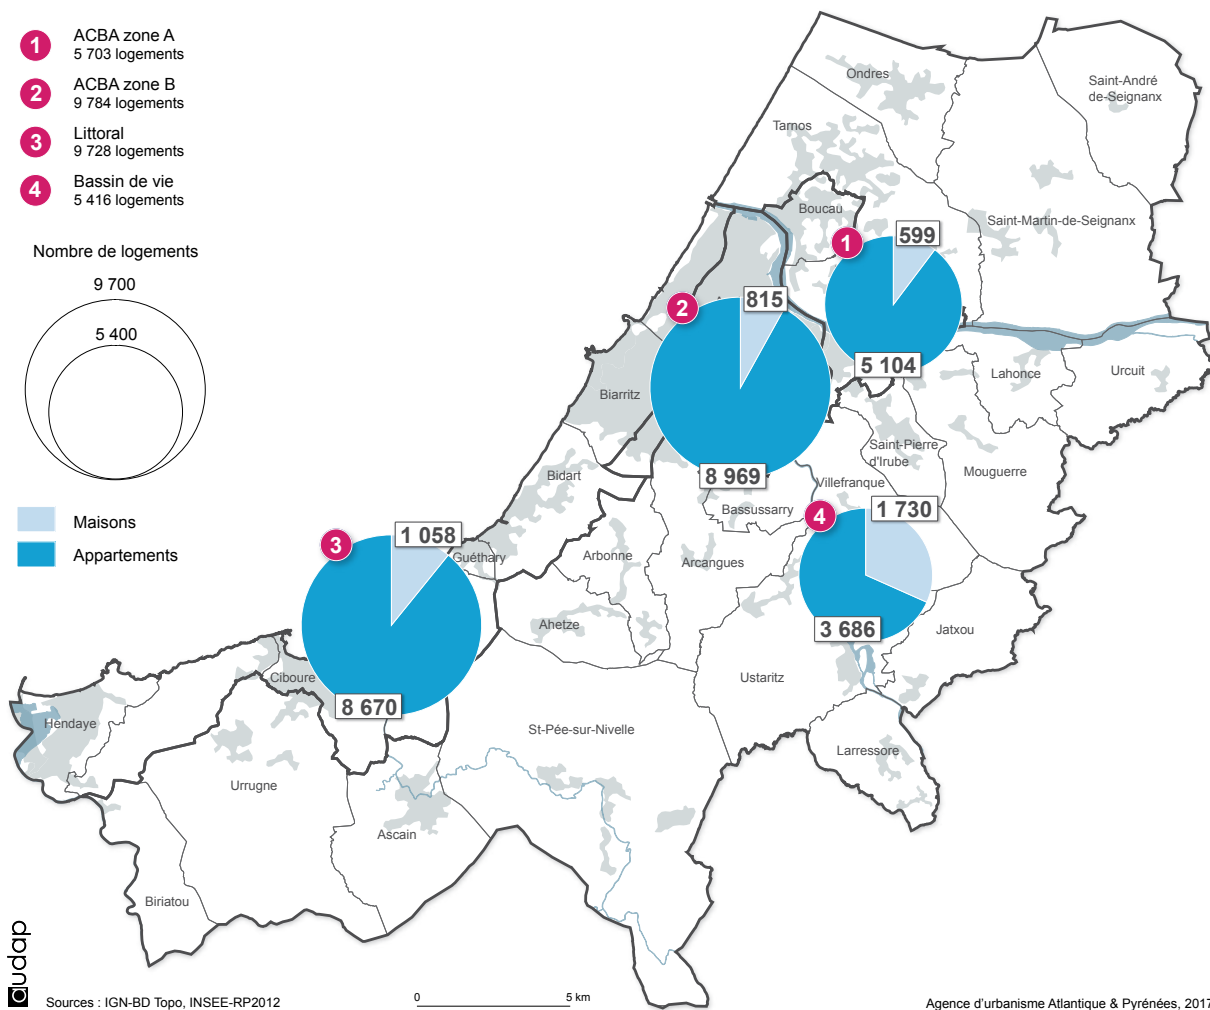 1
ACBA zone A
5 703 logements
2
ACBA zone B
9 784 logements
3
Littoral
9 728 logements
4
Bassin de vie
5 416 logements
Nombre de logements
9 700
5 400
Maisons
Appartements
Ondres
Saint-André
de-Seignanx
Tarnos
Boucau
Saint-Martin-de-Seignanx
1
599
5 104
2
815
8 969
Biarritz
Lahonce
Urcuit
Saint-Pierre
d'Irube
Mouguerre
Bidart
Villefranque
Bassussarry
4
1 730
3 686
3
1 058
8 670
Guéthary
Arbonne
Arcangues
Ahetze
Jatxou
Ustaritz
Ciboure
Hendaye
St-Pée-sur-Nivelle
Larressore
Urrugne
Ascain
Biriatou
audap
Sources : IGN-BD Topo, INSEE-RP2012
0
5 km
Agence d'urbanisme Atlantique & Pyrénées, 2017